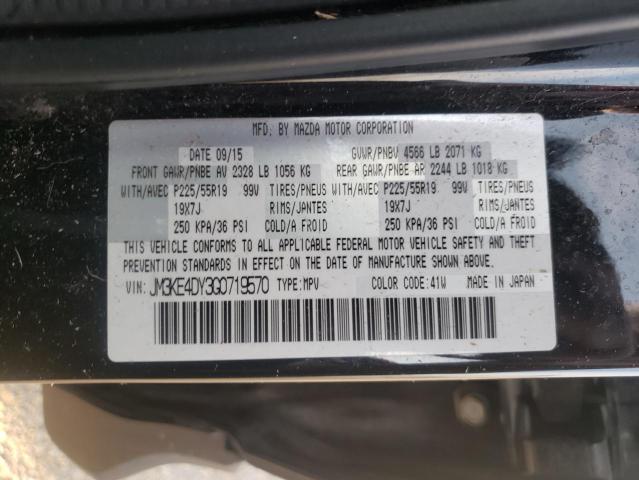 MFD. BY MAZDA MOTOR CORPORATION
DATE 09/15 GVWR/PNBV 4566 LB 2071 KG
FRONT GAWR/PNBE AV 2328 LB 1056 KG REAR GAWR/PNBE AR 2244 LB 1018 KG
WITH/AVEC P225/55R19 99V TIRES/PNEUS WITH/AVEC P225/55R19 99V TIRES/PNEUS
19X7J RIMS/JANTES 19X7J RIMS/JANTES
250 KPA/36 PSI COLD/A FROID 250 KPA/36 PSI COLD/A FROID
THIS VEHICLE CONFORMS TO ALL APPLICABLE FEDERAL MOTOR VEHICLE SAFETY AND THEFT
PREVENTION STANDARDS IN EFFECT ON THE DATE OF MANUFACTURE SHOWN ABOVE.
VIN: JM3KE4DY3G0719570 TYPE:MPV COLOR CODE:41W MADE IN JAPAN